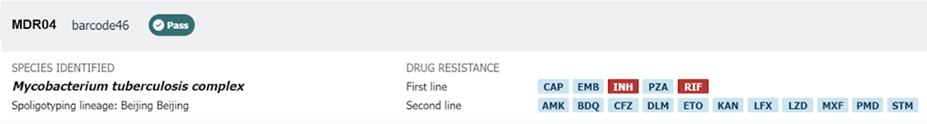 MDR04 barcode46 Pass
SPECIES IDENTIFIED DRUG RESISTANCE
Mycobacterium tuberculosis complex First line CAP EMB INH PZA RIF
Spoligotyping lineage: Beijing Beijing Second line AMK BDQ CFZ DLM ETO KAN LFX LZD MXF PMD STM